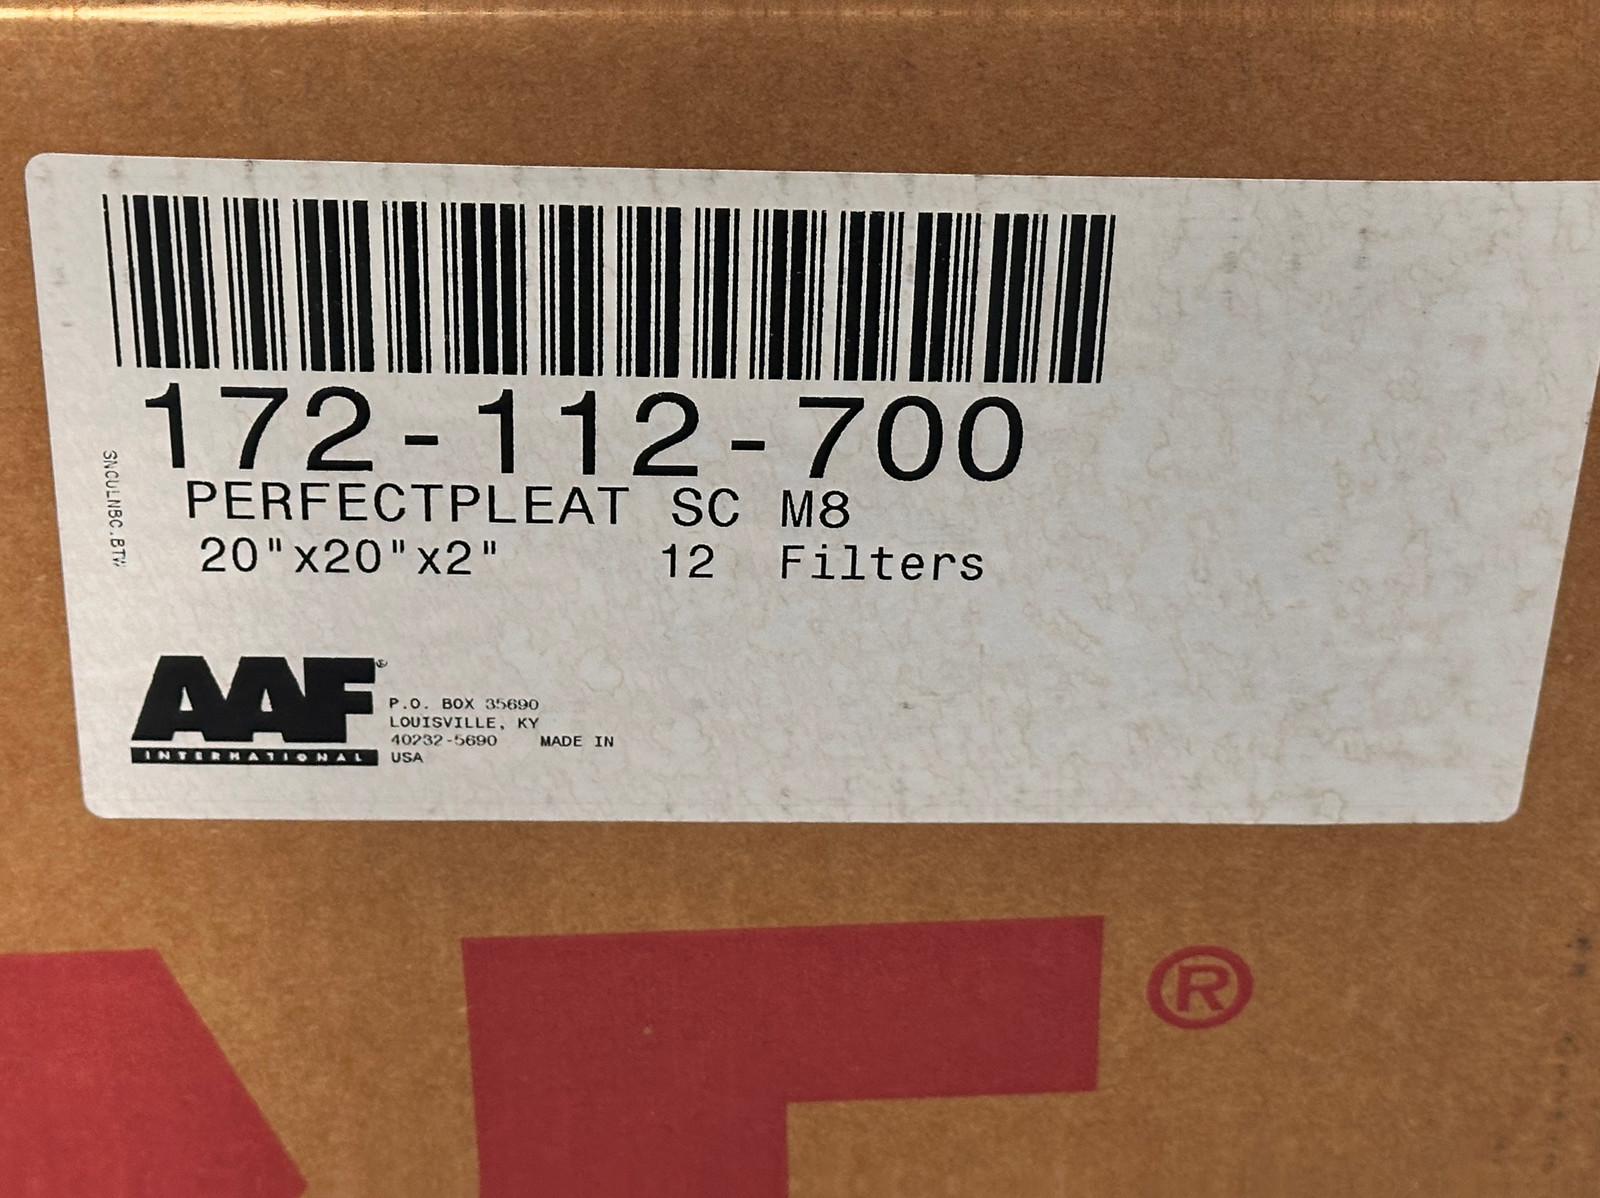 172-112-700
PERFECTPLEAT SC M8
20"x20"x2" 12 Filters
SNCULNBC.BTW
AAF®
INTERNATIONAL
P.O. BOX 35690
LOUISVILLE, KY
40232-5690 MADE IN
USA
®